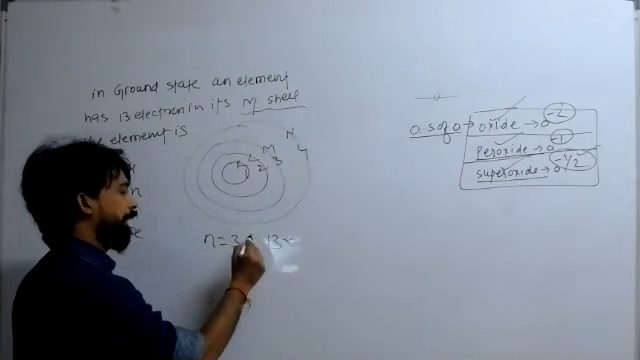 in Ground state an element
has 13 electron in its M shell
the element is
K L M N
1 2 3 4
n = 3 13 e
O.S of O → oxide → O -2
Peroxide → O -1
superoxide → O -1/2